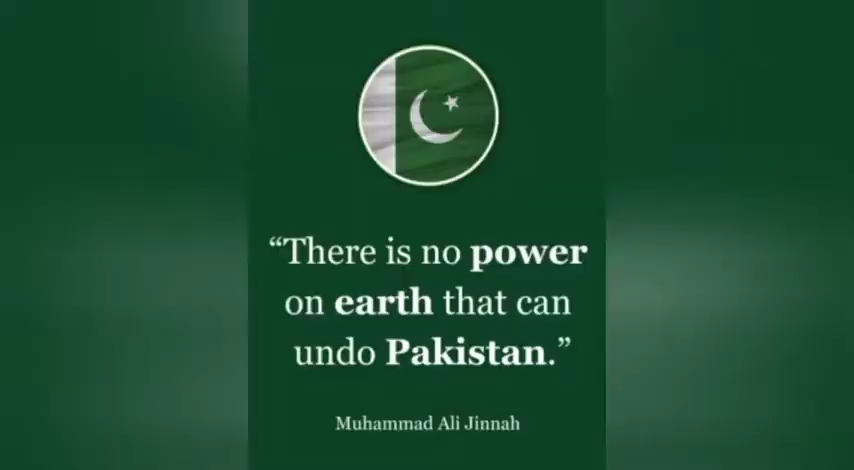 “There is no power
on earth that can
undo Pakistan.”
Muhammad Ali Jinnah